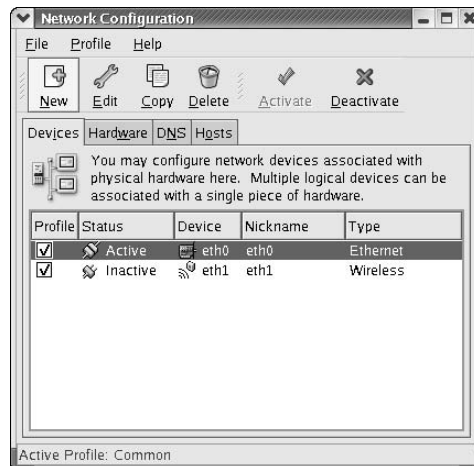 Network Configuration
File Profile Help
New Edit Copy Delete Activate Deactivate
Devices Hardware DNS Hosts
You may configure network devices associated with
physical hardware here. Multiple logical devices can be
associated with a single piece of hardware.
Profile Status Device Nickname Type
Active eth0 eth0 Ethernet
Inactive eth1 eth1 Wireless
Active Profile: Common